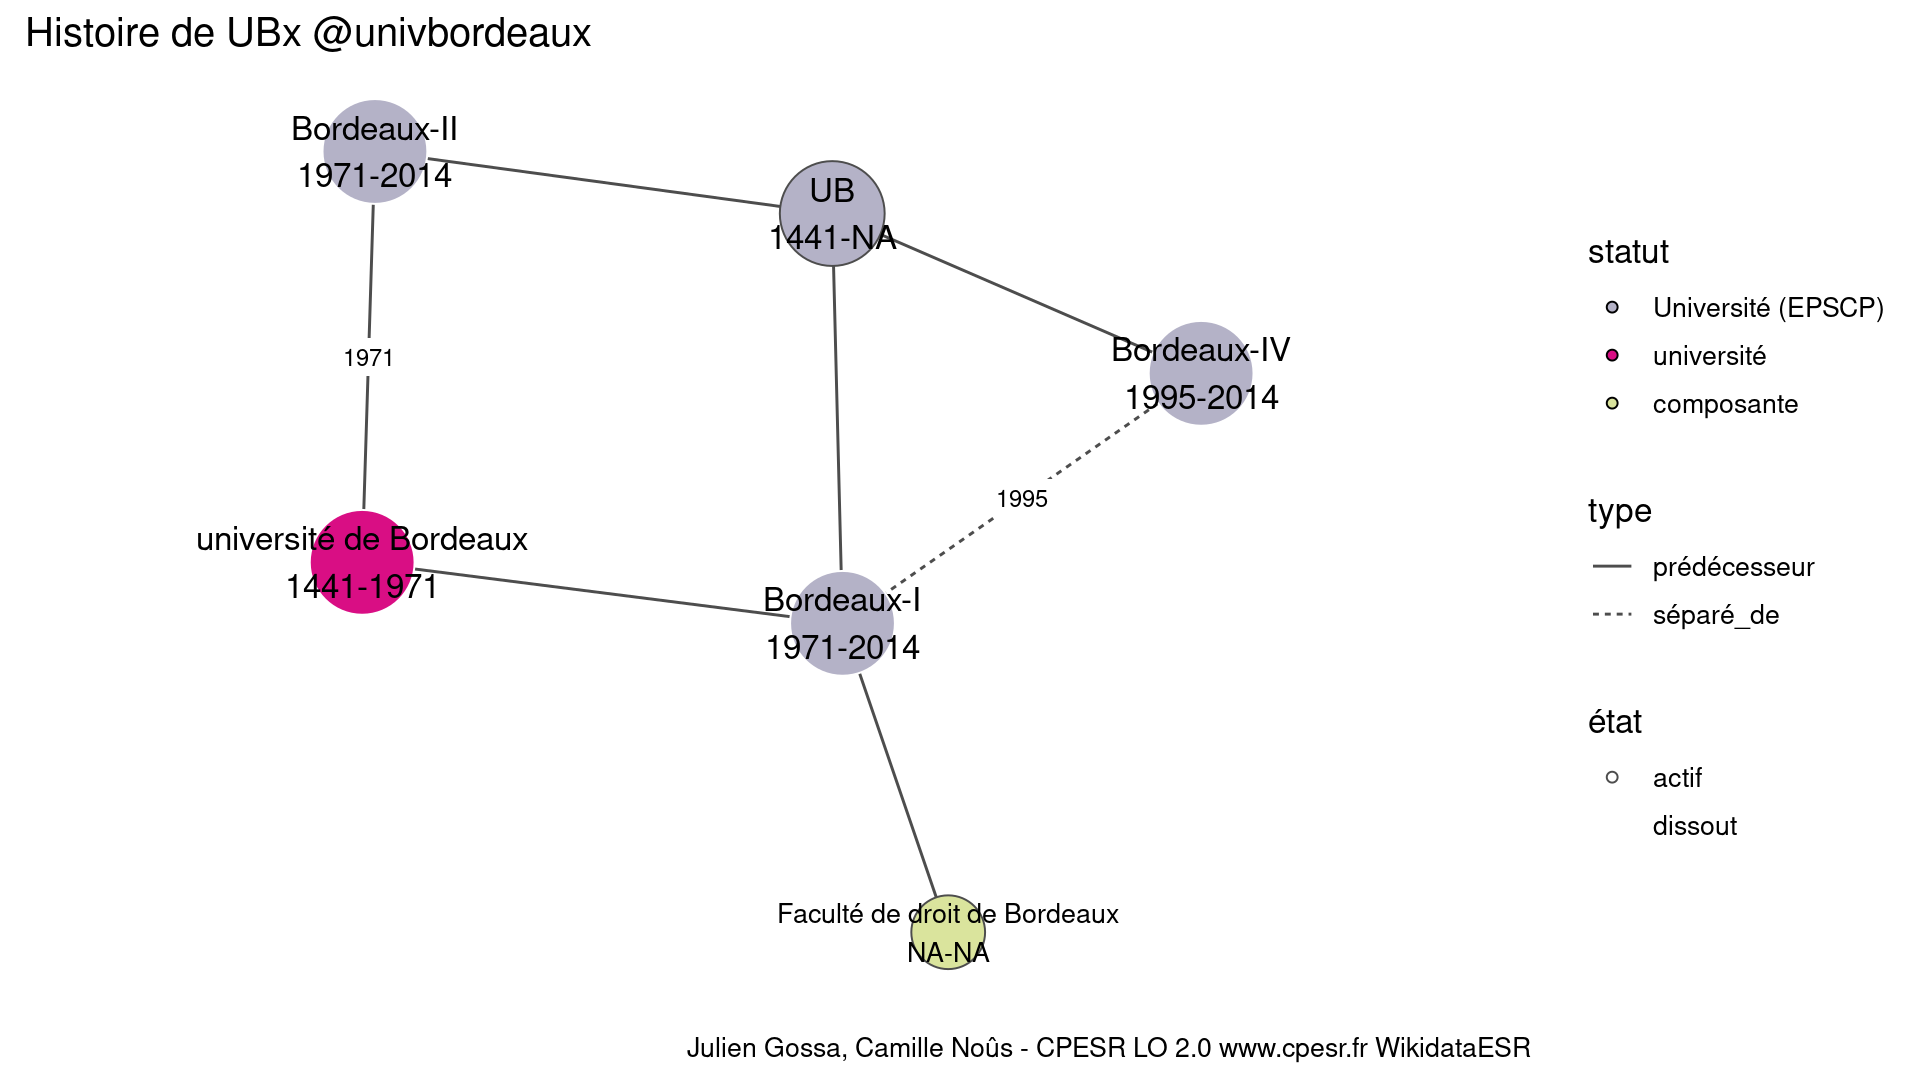 Histoire de UBx @univbordeaux
Bordeaux-II
1971-2014
UB
1441-NA
Bordeaux-IV
1995-2014
1971
1995
université de Bordeaux
1441-1971
Bordeaux-I
1971-2014
Faculté de droit de Bordeaux
NA-NA
statut
Université (EPSCP)
université
composante
type
prédécesseur
séparé_de
état
actif
dissout
Julien Gossa, Camille Noûs - CPESR LO 2.0 www.cpesr.fr WikidataESR